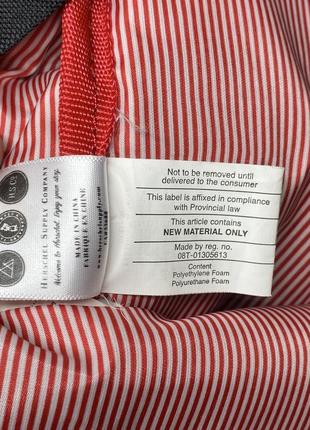 HERSCHEL SUPPLY COMPANY
Welcome to Herschel. Enjoy your stay.
MADE IN CHINA
FABRIQUÉ EN CHINE
Not to be removed until
delivered to the consumer
This label is affixed in compliance
with Provincial law
This article contains
NEW MATERIAL ONLY
Made by reg. no.
08T-01305613
Content
Polyethylene Foam
Polyurethane Foam